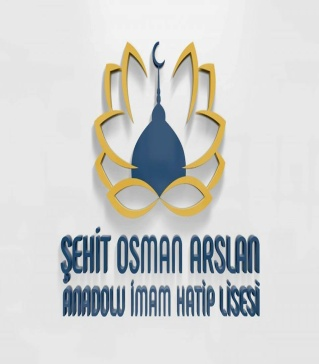 ŞEHİT OSMAN ARSLAN
ANADOLU İMAM HATİP LİSESİ